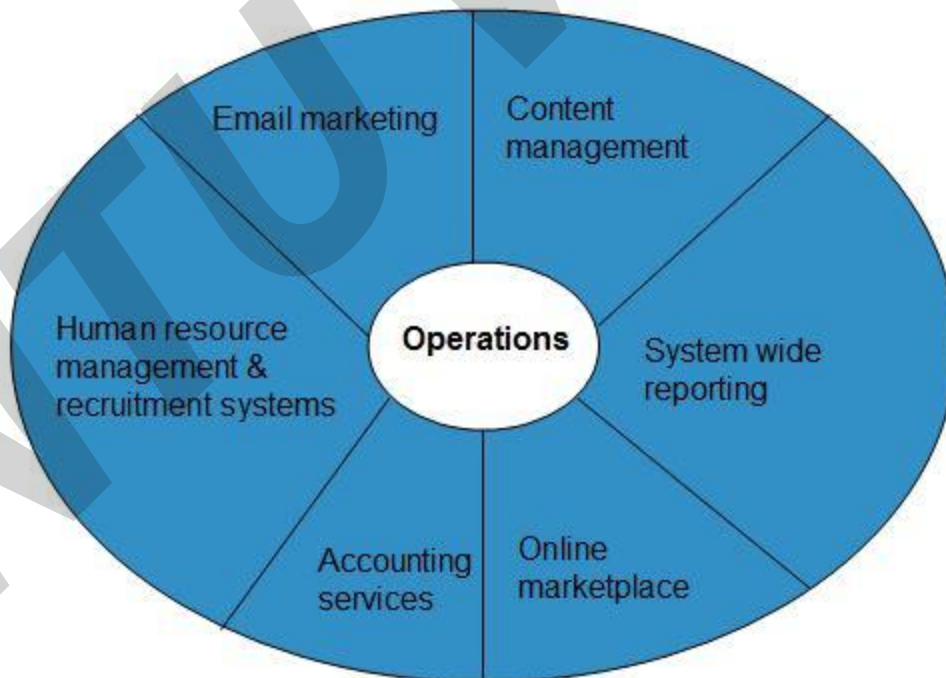 Email marketing
Content
management
Human resource
management &
recruitment systems
Operations
System wide
reporting
Accounting
services
Online
marketplace